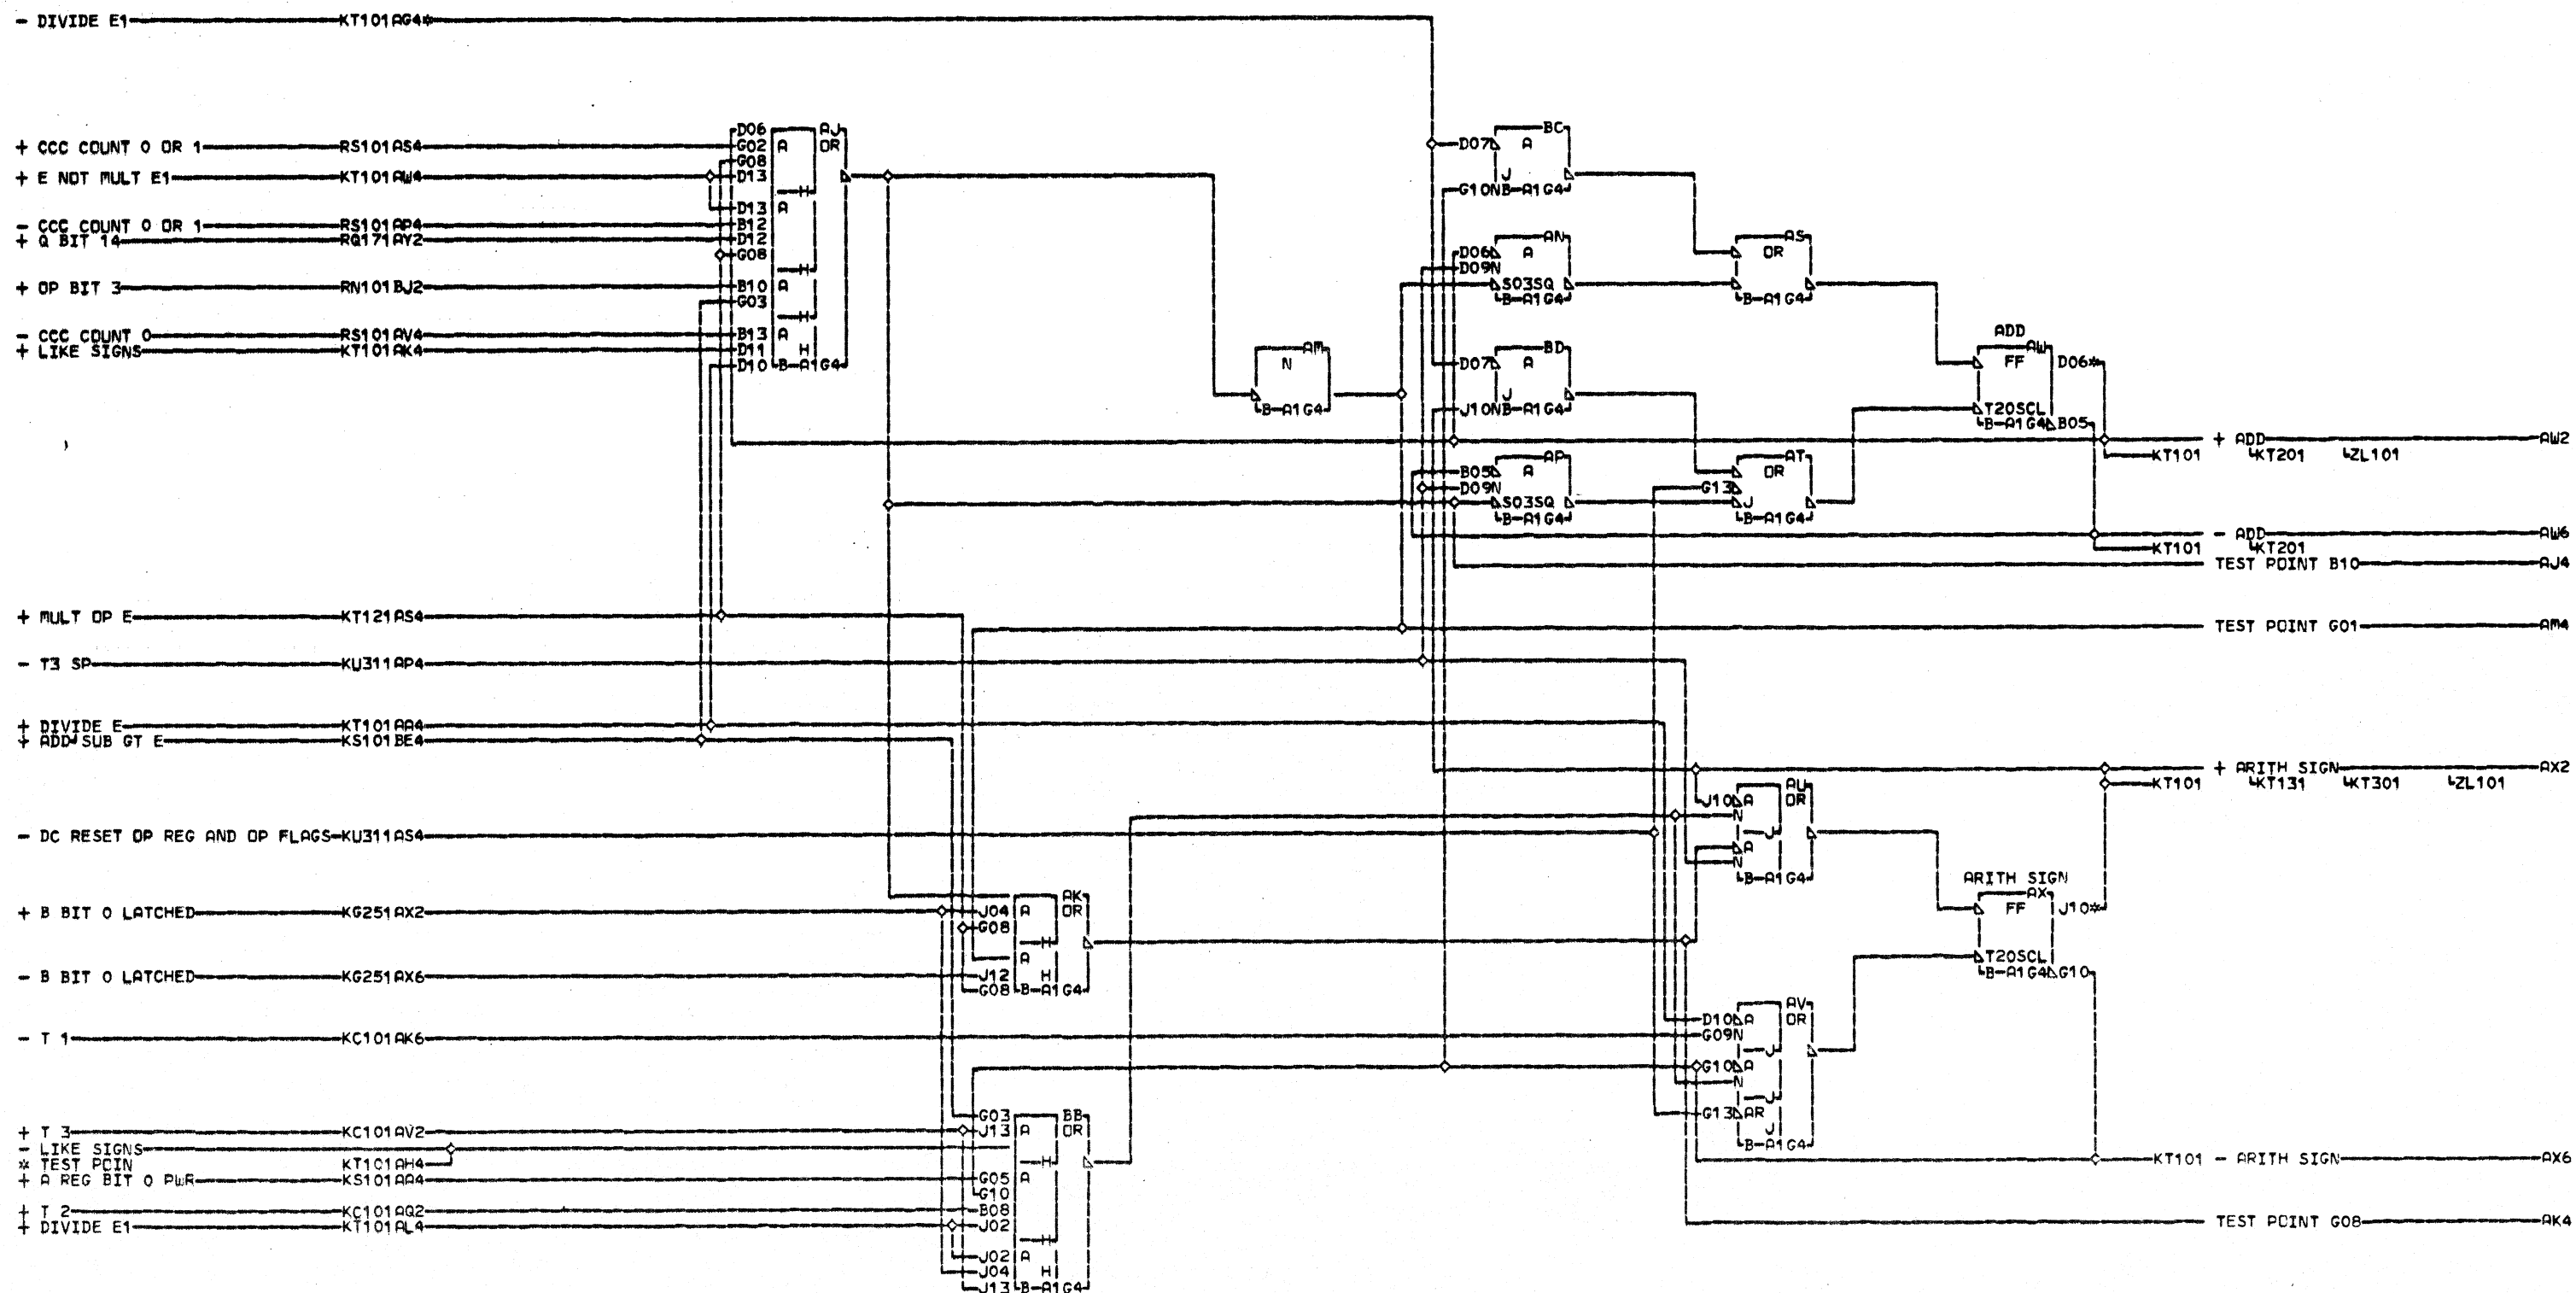 - DIVIDE E1 KT101AG4*
+ CCC COUNT 0 OR 1 RS101AS4
+ E NOT MULT E1 KT101AW4
- CCC COUNT 0 OR 1 RS101AP4
+ Q BIT 14 RQ171AY2
+ OP BIT 3 RN101BJ2
- CCC COUNT 0 RS101AV4
+ LIKE SIGNS KT101AK4
D06 AJ
G02 A OR
G08
D13
H
D13 A
B12
D12
G08
H
B10 A
G03
H
B13 A
D11 H
D10 B-A1G4
AM
N
B-A1G4
BC
D07 A
J
G10 N B-A1G4
AN
D06 A
D09 N
S03SQ
B-A1G4
BD
D07 A
J
J10 N B-A1G4
AP
B05 A
D09 N
S03SQ
B-A1G4
AS
OR
B-A1G4
AT
OR
G13
J
B-A1G4
ADD
AW
FF D06*
T20SCL
B-A1G4 B05
+ ADD AW2
KT101 KT201 ZL101
- ADD AW6
KT101 KT201
TEST POINT B10 AJ4
+ MULT OP E KT121AS4
TEST POINT G01 AM4
- T3 SP KU311AP4
+ DIVIDE E KT101AA4
+ ADD SUB GT E KS101BE4
+ ARITH SIGN AX2
KT101 KT131 KT301 ZL101
- DC RESET OP REG AND OP FLAGS KU311AS4
AU
J10 A OR
N
J
A
N
B-A1G4
ARITH SIGN
AX
FF J10*
T20SCL
B-A1G4 G10
+ B BIT 0 LATCHED KG251AX2
AK
J04 A OR
G08
H
A
J12 H
G08 B-A1G4
- B BIT 0 LATCHED KG251AX6
- T 1 KC101AK6
AV
D10 A OR
G09 N
J
G10 A
N
J
G13 AR
J
B-A1G4
+ T 3 KC101AV2
- LIKE SIGNS
* TEST PCIN KT101AH4
+ A REG BIT 0 PWR KS101AA4
+ T 2 KC101AQ2
+ DIVIDE E1 KT101AL4
G03 BB
J13 A OR
H
G05 A
G10
B08
J02
H
J02 A
J04 H
J13 B-A1G4
KT101 - ARITH SIGN AX6
TEST POINT G08 AK4